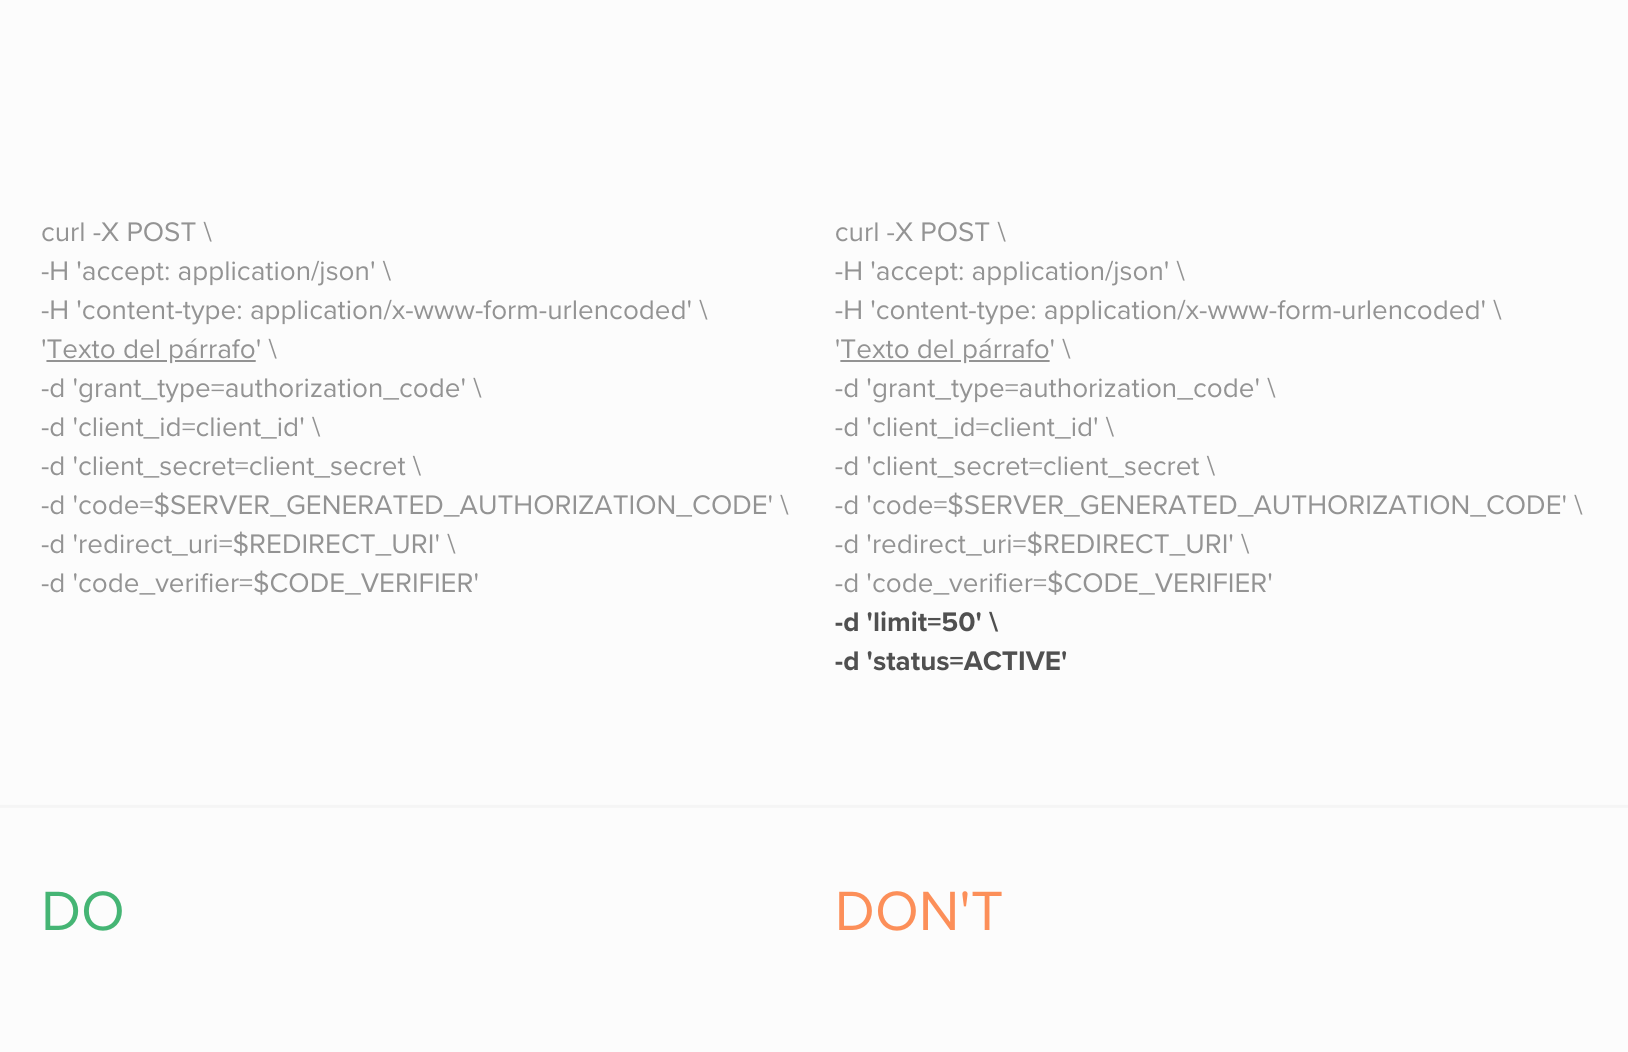 curl -X POST \
-H 'accept: application/json' \
-H 'content-type: application/x-www-form-urlencoded' \
'Texto del párrafo' \
-d 'grant_type=authorization_code' \
-d 'client_id=client_id' \
-d 'client_secret=client_secret \
-d 'code=$SERVER_GENERATED_AUTHORIZATION_CODE' \
-d 'redirect_uri=$REDIRECT_URI' \
-d 'code_verifier=$CODE_VERIFIER'
DO
curl -X POST \
-H 'accept: application/json' \
-H 'content-type: application/x-www-form-urlencoded' \
'Texto del párrafo' \
-d 'grant_type=authorization_code' \
-d 'client_id=client_id' \
-d 'client_secret=client_secret \
-d 'code=$SERVER_GENERATED_AUTHORIZATION_CODE' \
-d 'redirect_uri=$REDIRECT_URI' \
-d 'code_verifier=$CODE_VERIFIER'
-d 'limit=50' \
-d 'status=ACTIVE'
DON'T